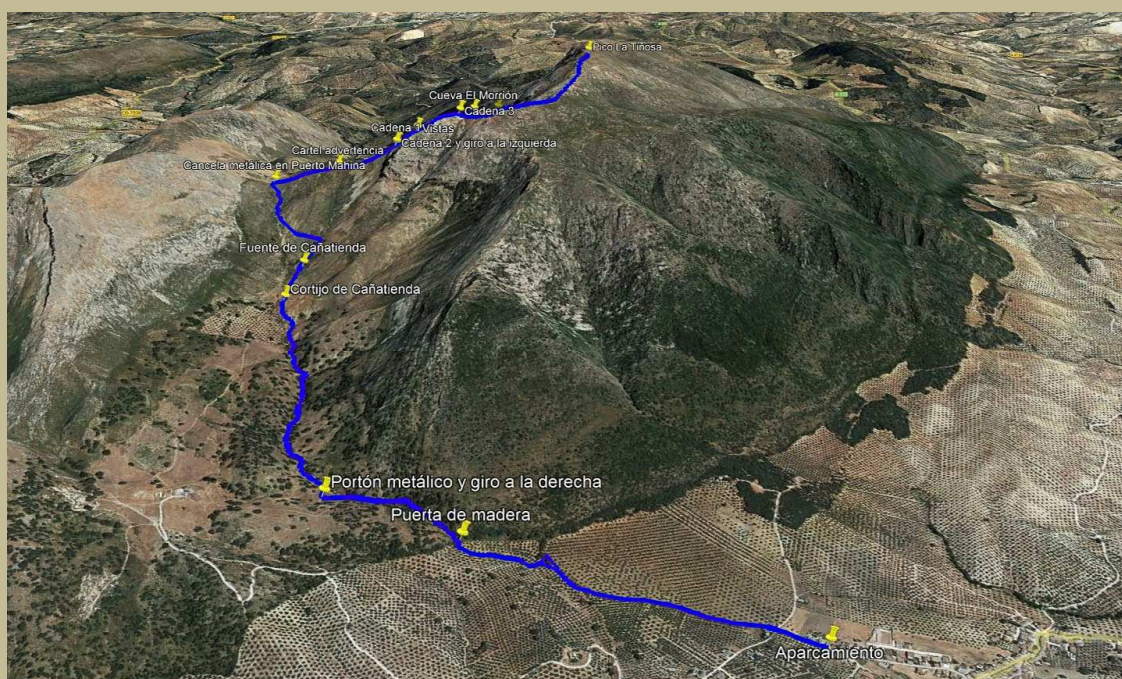 Pico La Tiñosa
Cueva El Morrión
Cadena 3
Cadena 1 Vistas
Cadena 2 y giro a la izquierda
Cartel advertencia
Cancela metálica en Puerto Mahina
Fuente de Cañatienda
Cortijo de Cañatienda
Portón metálico y giro a la derecha
Puerta de madera
Aparcamiento